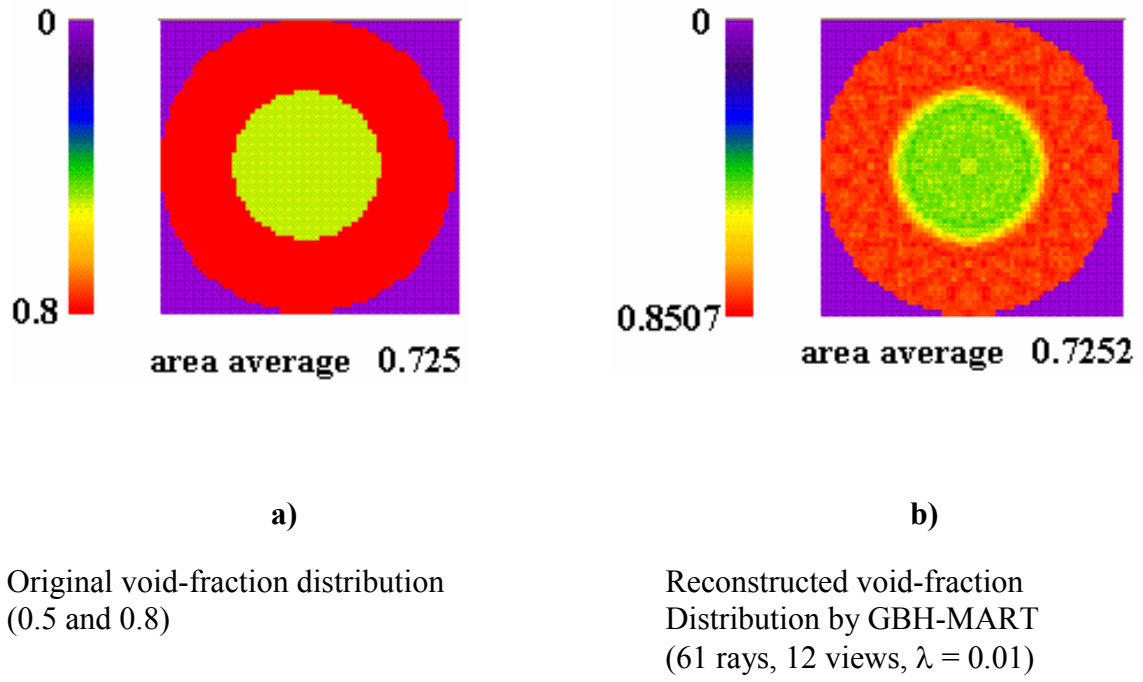 0
0.8
area average 0.725
0
0.8507
area average 0.7252
a)
Original void-fraction distribution
(0.5 and 0.8)
b)
Reconstructed void-fraction
Distribution by GBH-MART
(61 rays, 12 views, λ = 0.01)